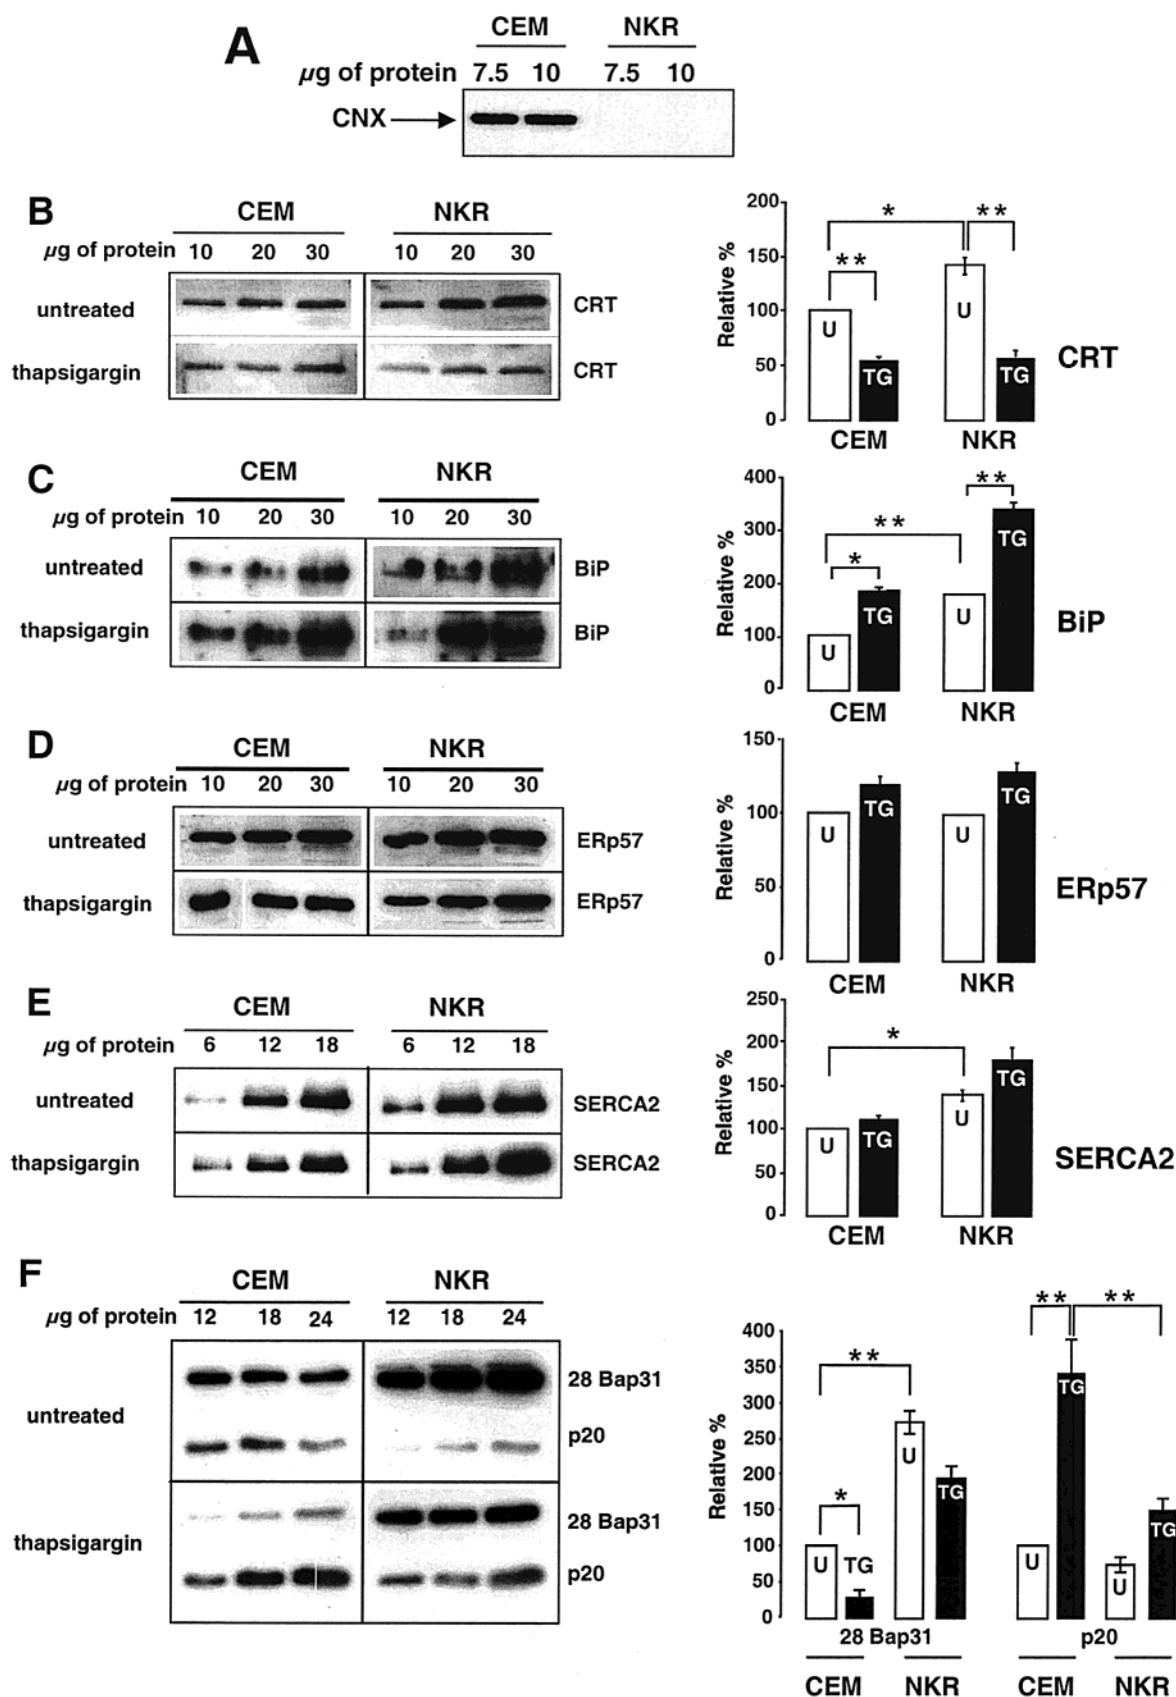 A
CEM NKR
µg of protein 7.5 10 7.5 10
CNX
B
CEM NKR
µg of protein 10 20 30 10 20 30
untreated CRT
thapsigargin CRT
200
150
100
50
0
Relative %
* **
**
U TG U TG
CEM NKR
CRT
C
CEM NKR
µg of protein 10 20 30 10 20 30
untreated BiP
thapsigargin BiP
400
300
200
100
0
Relative %
**
**
*
U TG U TG
CEM NKR
BiP
D
CEM NKR
µg of protein 10 20 30 10 20 30
untreated ERp57
thapsigargin ERp57
150
100
50
0
Relative %
U TG U TG
CEM NKR
ERp57
E
CEM NKR
µg of protein 6 12 18 6 12 18
untreated SERCA2
thapsigargin SERCA2
250
200
150
100
50
0
Relative %
*
U TG U TG
CEM NKR
SERCA2
F
CEM NKR
µg of protein 12 18 24 12 18 24
untreated
28 Bap31
p20
thapsigargin
28 Bap31
p20
400
350
300
250
200
150
100
50
0
Relative %
** **
**
*
U TG U TG U TG U TG
28 Bap31 p20
CEM NKR CEM NKR